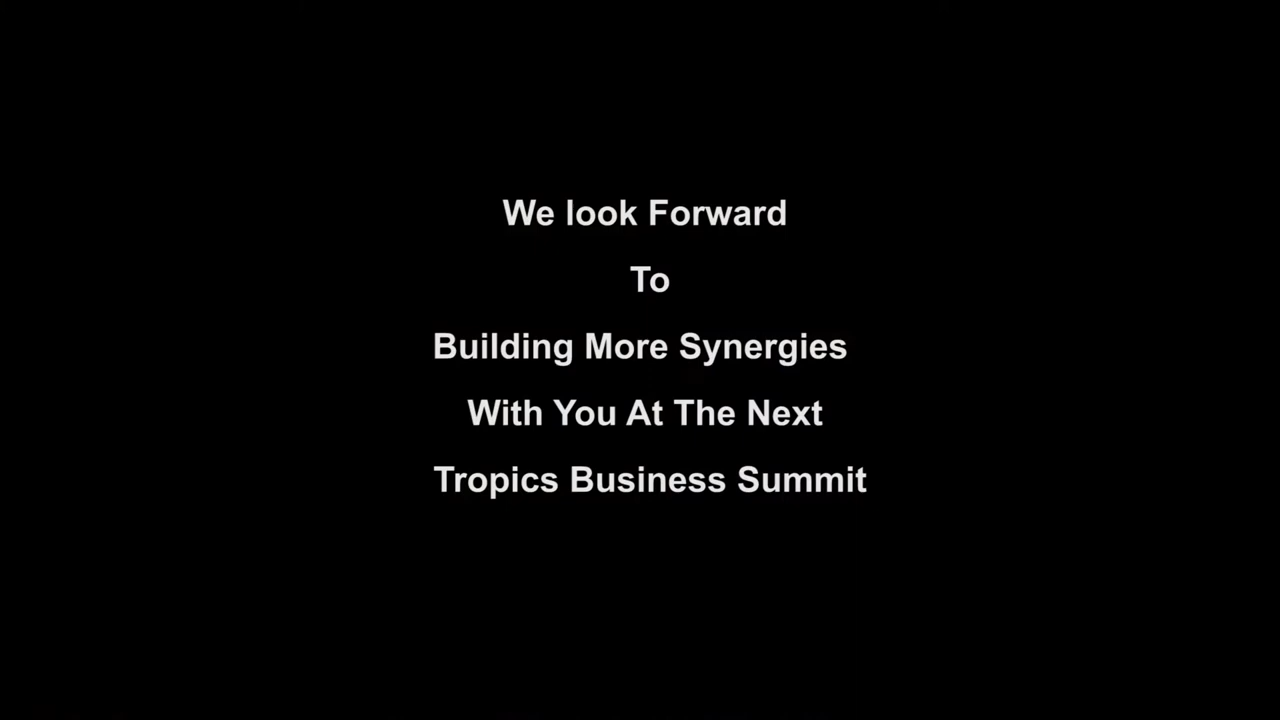 We look Forward
To
Building More Synergies
With You At The Next
Tropics Business Summit